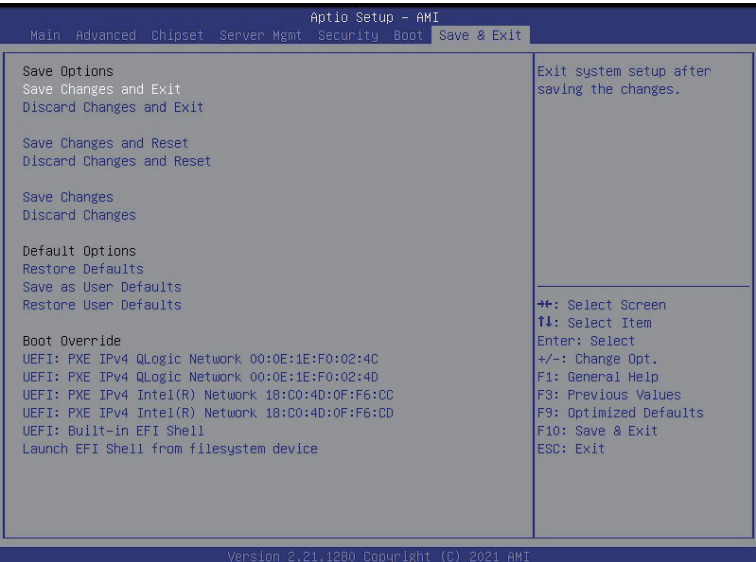 Aptio Setup – AMI
Main Advanced Chipset Server Mgmt Security Boot Save & Exit
Save Options
Save Changes and Exit
Discard Changes and Exit
Save Changes and Reset
Discard Changes and Reset
Save Changes
Discard Changes
Default Options
Restore Defaults
Save as User Defaults
Restore User Defaults
Boot Override
UEFI: PXE IPv4 QLogic Network 00:0E:1E:F0:02:4C
UEFI: PXE IPv4 QLogic Network 00:0E:1E:F0:02:4D
UEFI: PXE IPv4 Intel(R) Network 18:C0:4D:0F:F6:CC
UEFI: PXE IPv4 Intel(R) Network 18:C0:4D:0F:F6:CD
UEFI: Built-in EFI Shell
Launch EFI Shell from filesystem device
Exit system setup after
saving the changes.
→←: Select Screen
↑↓: Select Item
Enter: Select
+/-: Change Opt.
F1: General Help
F3: Previous Values
F9: Optimized Defaults
F10: Save & Exit
ESC: Exit
Version 2.21.1280 Copyright (C) 2021 AMI